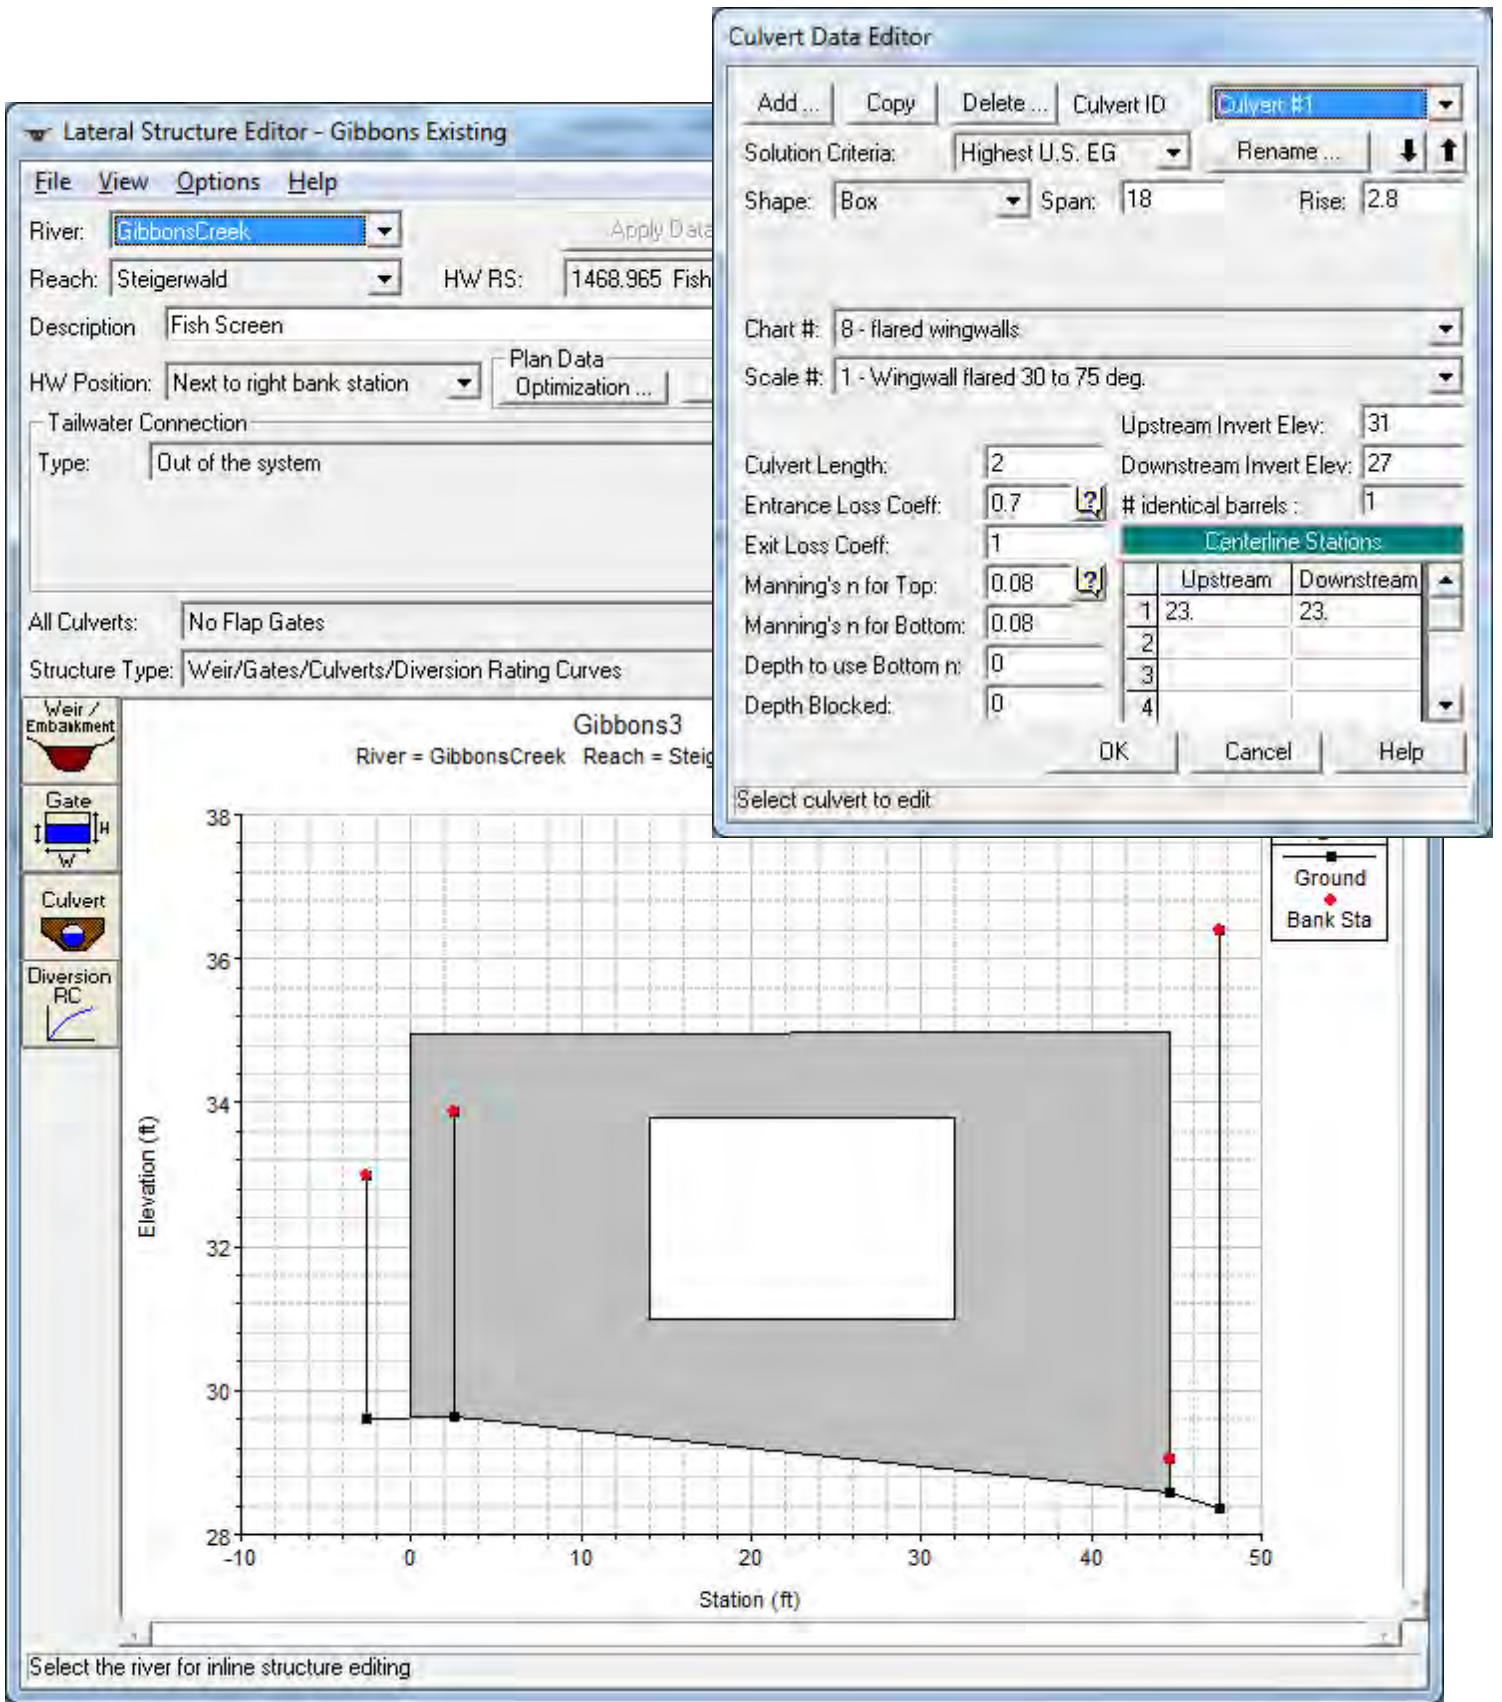 Culvert Data Editor
Add ... Copy Delete ... Culvert ID Culvert #1
Solution Criteria: Highest U.S. EG Rename ...
Shape: Box Span: 18 Rise: 2.8
Chart #: 8 - flared wingwalls
Scale #: 1 - Wingwall flared 30 to 75 deg.
Upstream Invert Elev: 31
Culvert Length: 2 Downstream Invert Elev: 27
Entrance Loss Coeff: 0.7 ? # identical barrels : 1
Exit Loss Coeff: 1 Centerline Stations
Manning's n for Top: 0.08 ? Upstream Downstream
1 23. 23.
Manning's n for Bottom: 0.08 2
Depth to use Bottom n: 0 3
Depth Blocked: 0 4
OK Cancel Help
Select culvert to edit
Lateral Structure Editor - Gibbons Existing
File View Options Help
River: GibbonsCreek Apply Data
Reach: Steigerwald HW RS: 1468.965 Fish
Description Fish Screen
HW Position: Next to right bank station Plan Data
Optimization ...
Tailwater Connection
Type: Out of the system
All Culverts: No Flap Gates
Structure Type: Weir/Gates/Culverts/Diversion Rating Curves
Weir /
Embankment
Gate
H
W
Culvert
Diversion
RC
Gibbons3
River = GibbonsCreek Reach = Steig
Ground
Bank Sta
38
36
34
32
30
28
Elevation (ft)
-10 0 10 20 30 40 50
Station (ft)
Select the river for inline structure editing